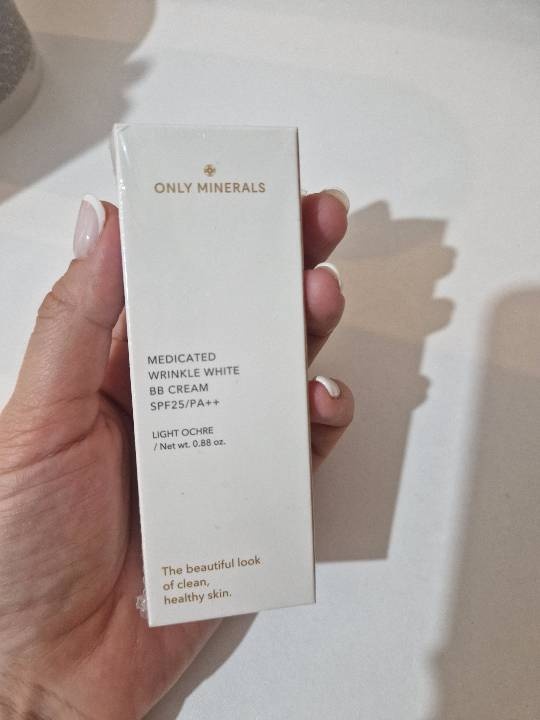 ONLY MINERALS
MEDICATED
WRINKLE WHITE
BB CREAM
SPF25/PA++
LIGHT OCHRE
/ Net wt. 0.88 oz.
The beautiful look
of clean,
healthy skin.